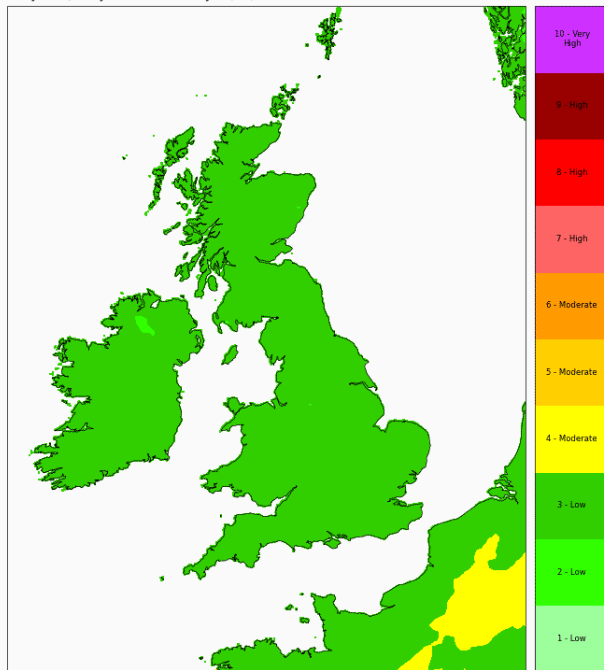 10 - Very
High
9 - High
8 - High
7 - High
6 - Moderate
5 - Moderate
4 - Moderate
3 - Low
2 - Low
1 - Low